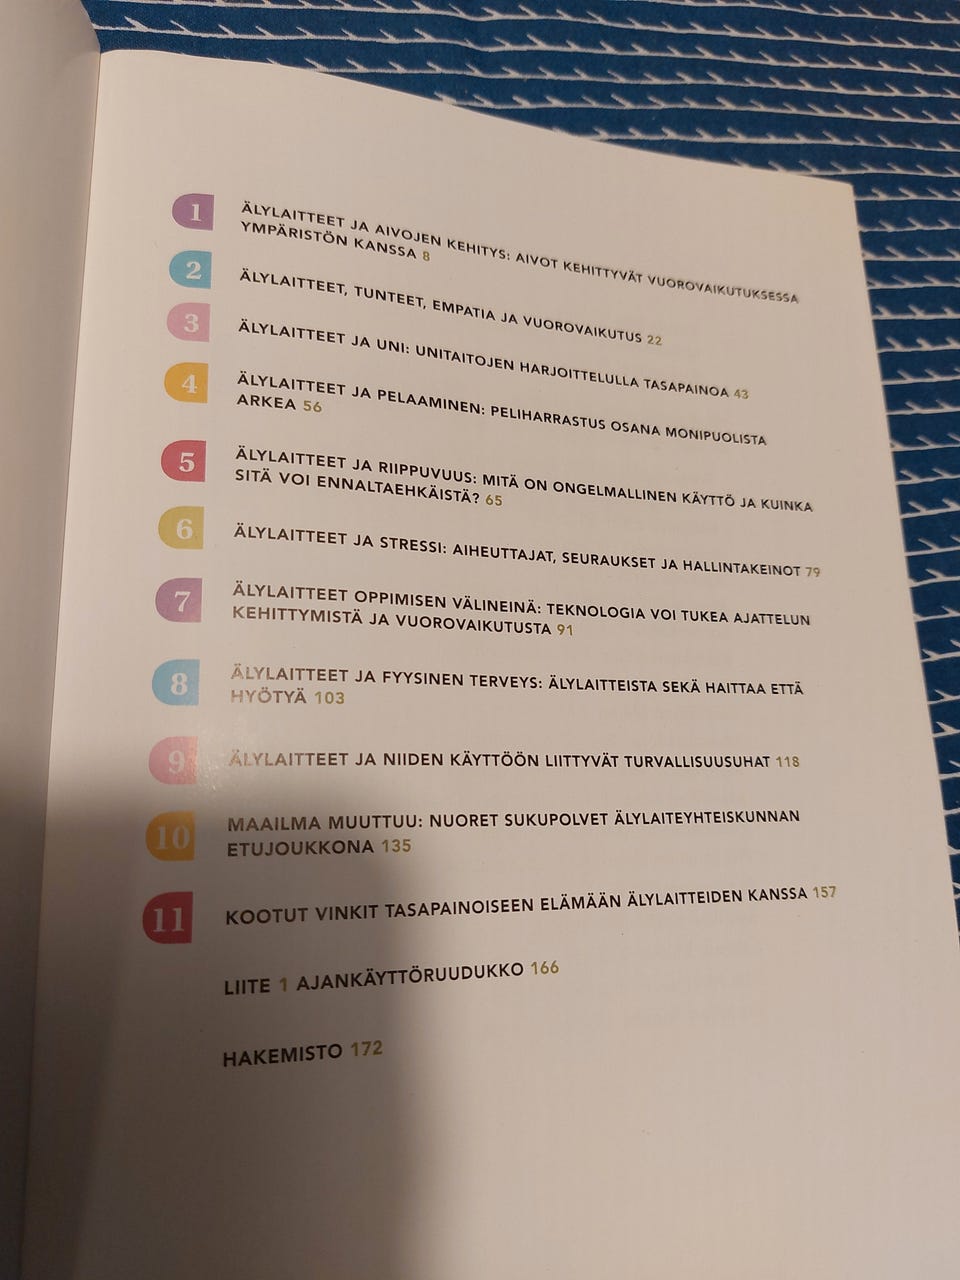 1 ÄLYLAITTEET JA AIVOJEN KEHITYS: AIVOT KEHITTYVÄT VUOROVAIKUTUKSESSA
YMPÄRISTÖN KANSSA 8
2 ÄLYLAITTEET, TUNTEET, EMPATIA JA VUOROVAIKUTUS 22
3 ÄLYLAITTEET JA UNI: UNITAITOJEN HARJOITTELULLA TASAPAINOA 43
4 ÄLYLAITTEET JA PELAAMINEN: PELIHARRASTUS OSANA MONIPUOLISTA
ARKEA 56
5 ÄLYLAITTEET JA RIIPPUVUUS: MITÄ ON ONGELMALLINEN KÄYTTÖ JA KUINKA
SITÄ VOI ENNALTAEHKÄISTÄ? 65
6 ÄLYLAITTEET JA STRESSI: AIHEUTTAJAT, SEURAUKSET JA HALLINTAKEINOT 79
7 ÄLYLAITTEET OPPIMISEN VÄLINEINÄ: TEKNOLOGIA VOI TUKEA AJATTELUN
KEHITTYMISTÄ JA VUOROVAIKUTUSTA 91
8 ÄLYLAITTEET JA FYYSINEN TERVEYS: ÄLYLAITTEISTA SEKÄ HAITTAA ETTÄ
HYÖTYÄ 103
9 ÄLYLAITTEET JA NIIDEN KÄYTTÖÖN LIITTYVÄT TURVALLISUUSUHAT 118
10 MAAILMA MUUTTUU: NUORET SUKUPOLVET ÄLYLAITEYHTEISKUNNAN
ETUJOUKKONA 135
11 KOOTUT VINKIT TASAPAINOISEEN ELÄMÄÄN ÄLYLAITTEIDEN KANSSA 157
LIITE 1 AJANKÄYTTÖRUUDUKKO 166
HAKEMISTO 172